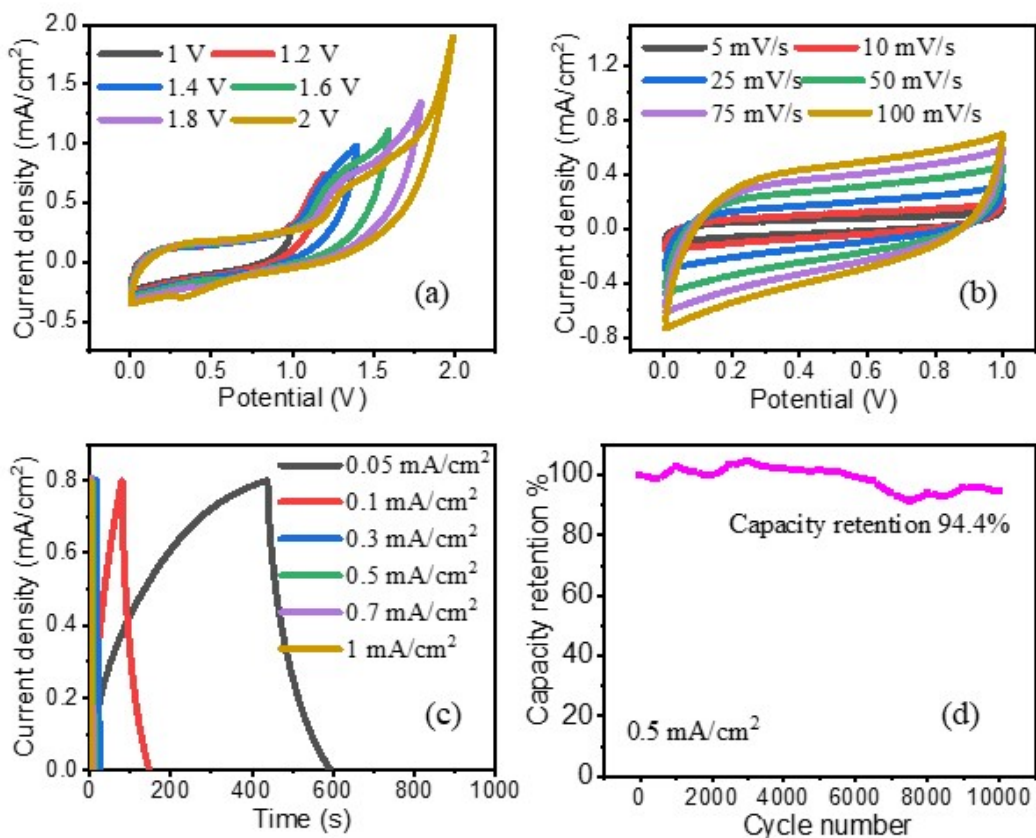 Current density (mA/cm²)
2.0
1.5
1.0
0.5
0.0
-0.5
1 V 1.2 V
1.4 V 1.6 V
1.8 V 2 V
(a)
0.0 0.5 1.0 1.5 2.0
Potential (V)
Current density (mA/cm²)
1.2
0.8
0.4
0.0
-0.4
-0.8
5 mV/s 10 mV/s
25 mV/s 50 mV/s
75 mV/s 100 mV/s
(b)
0.0 0.2 0.4 0.6 0.8 1.0
Potential (V)
Current density (mA/cm²)
0.8
0.6
0.4
0.2
0.0
0.05 mA/cm²
0.1 mA/cm²
0.3 mA/cm²
0.5 mA/cm²
0.7 mA/cm²
1 mA/cm²
(c)
0 200 400 600 800 1000
Time (s)
Capacity retention %
100
80
60
40
20
0
Capacity retention 94.4%
0.5 mA/cm²
(d)
0 2000 4000 6000 8000 10000
Cycle number